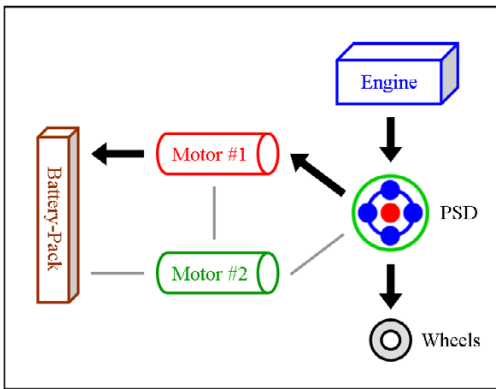 Engine
Motor #1
Battery-Pack
PSD
Motor #2
Wheels